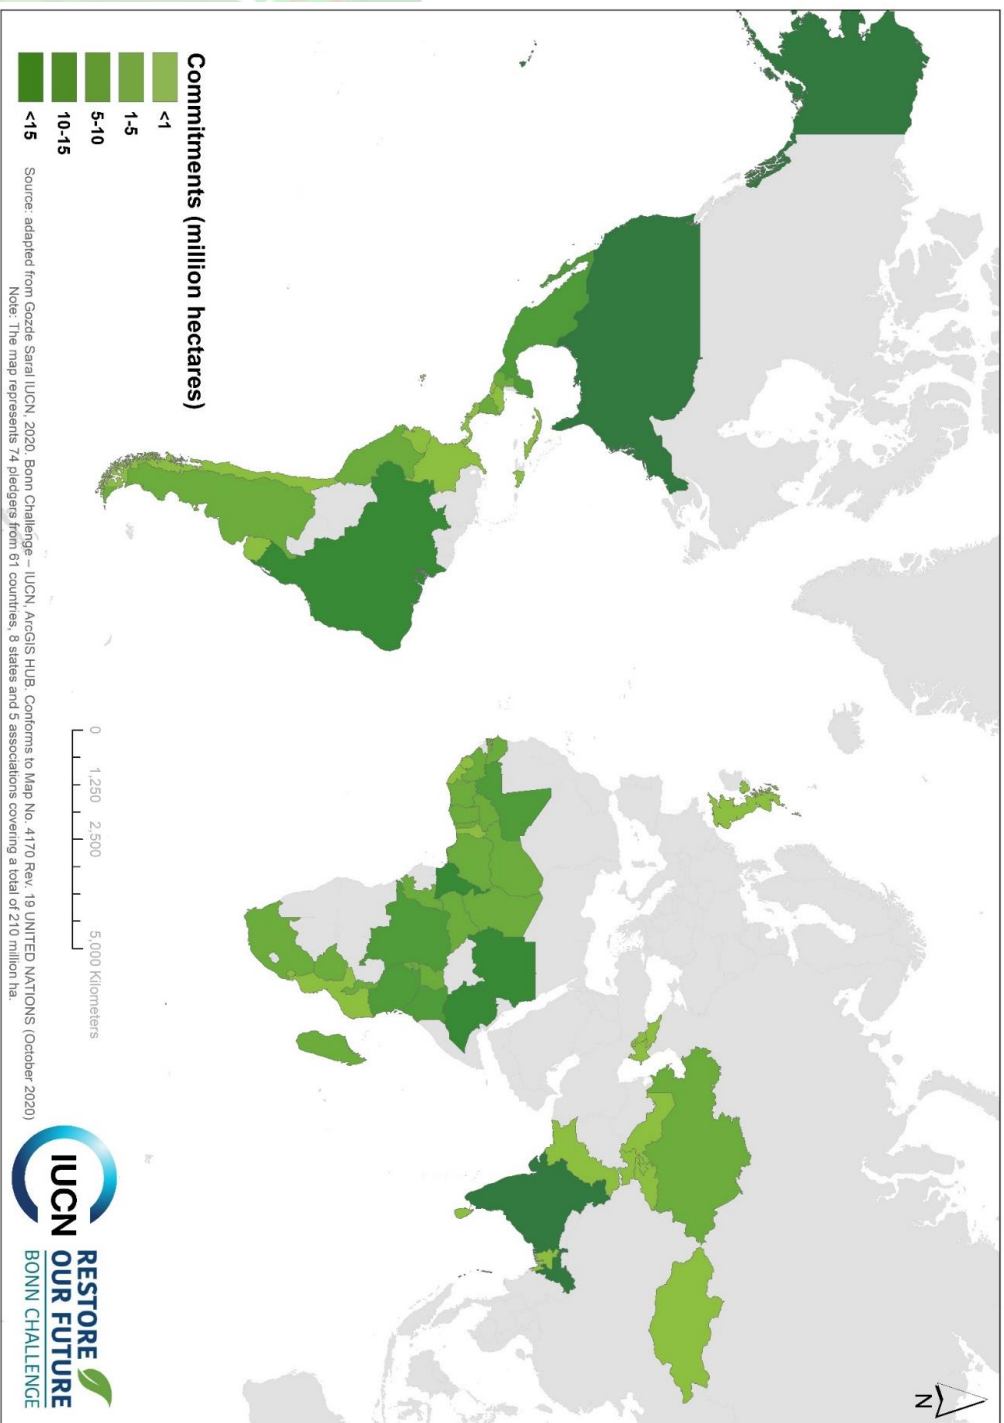 Commitments (million hectares)
<1
1-5
5-10
10-15
<15
Source: adapted from Gozde Saral IUCN, 2020. Bonn Challenge – IUCN, ArcGIS HUB. Conforms to Map No. 4170 Rev. 19 UNITED NATIONS (October 2020)
Note: The map represents 74 pledgers from 61 countries, 8 states and 5 associations covering a total of 210 million ha.
0 1,250 2,500 5,000 Kilometers
N
IUCN
RESTORE
OUR FUTURE
BONN CHALLENGE